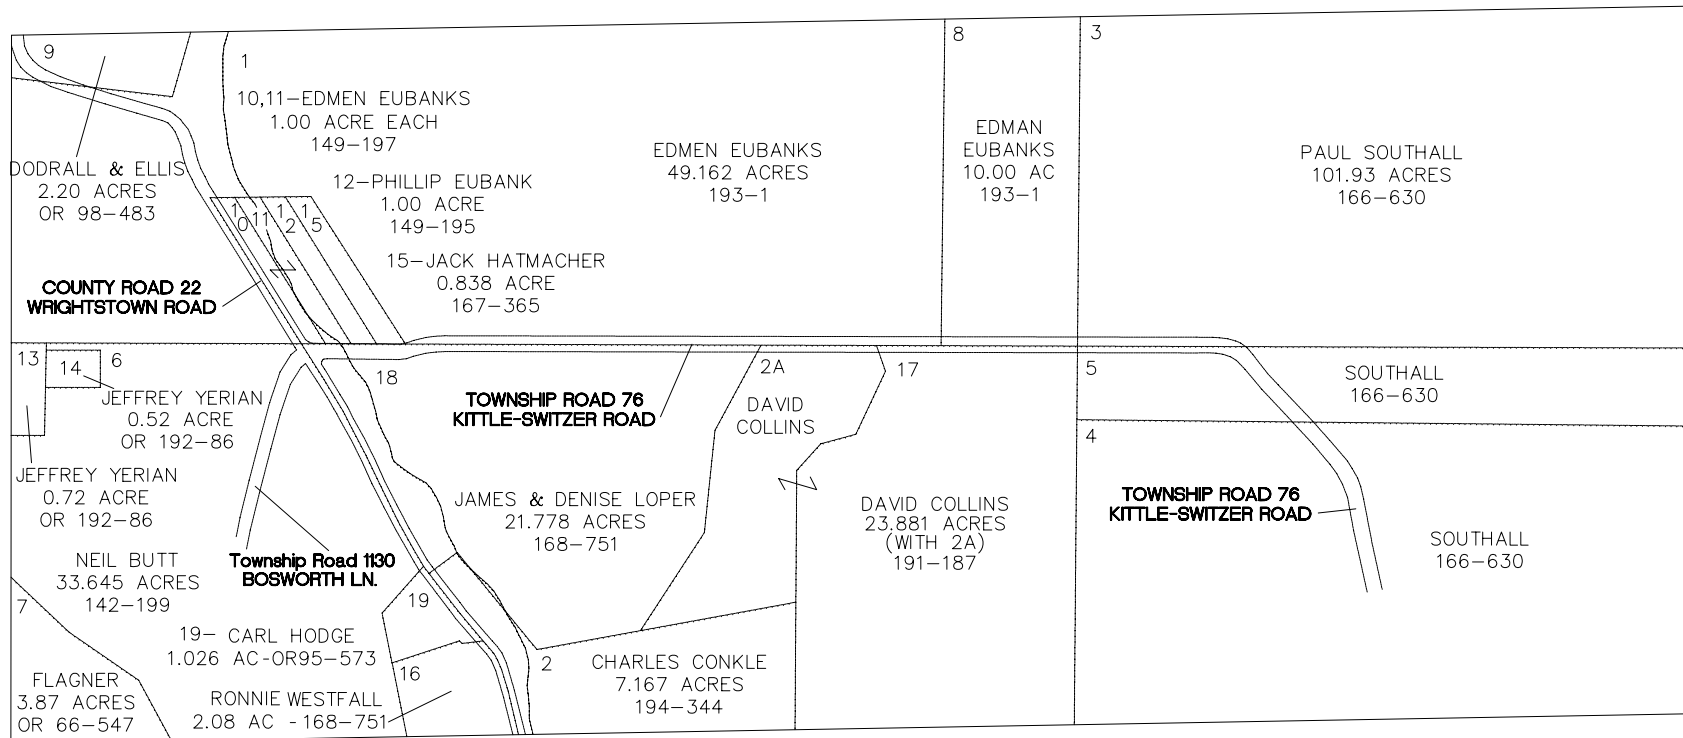 9
1
8
3
10,11-EDMEN EUBANKS
1.00 ACRE EACH
149-197
EDMEN EUBANKS
49.162 ACRES
193-1
EDMAN
EUBANKS
10.00 AC
193-1
PAUL SOUTHALL
101.93 ACRES
166-630
DODRALL & ELLIS
2.20 ACRES
OR 98-483
12-PHILLIP EUBANK
1.00 ACRE
149-195
10
11
12
15
15-JACK HATMACHER
0.838 ACRE
167-365
COUNTY ROAD 22
WRIGHTSTOWN ROAD
13
14
6
18
2A
17
5
JEFFREY YERIAN
0.52 ACRE
OR 192-86
TOWNSHIP ROAD 76
KITTLE-SWITZER ROAD
DAVID
COLLINS
SOUTHALL
166-630
4
JEFFREY YERIAN
0.72 ACRE
OR 192-86
JAMES & DENISE LOPER
21.778 ACRES
168-751
DAVID COLLINS
23.881 ACRES
(WITH 2A)
191-187
TOWNSHIP ROAD 76
KITTLE-SWITZER ROAD
SOUTHALL
166-630
NEIL BUTT
33.645 ACRES
142-199
Township Road 1130
BOSWORTH LN.
7
19
19- CARL HODGE
1.026 AC-OR95-573
16
2
CHARLES CONKLE
7.167 ACRES
194-344
FLAGNER
3.87 ACRES
OR 66-547
RONNIE WESTFALL
2.08 AC -168-751